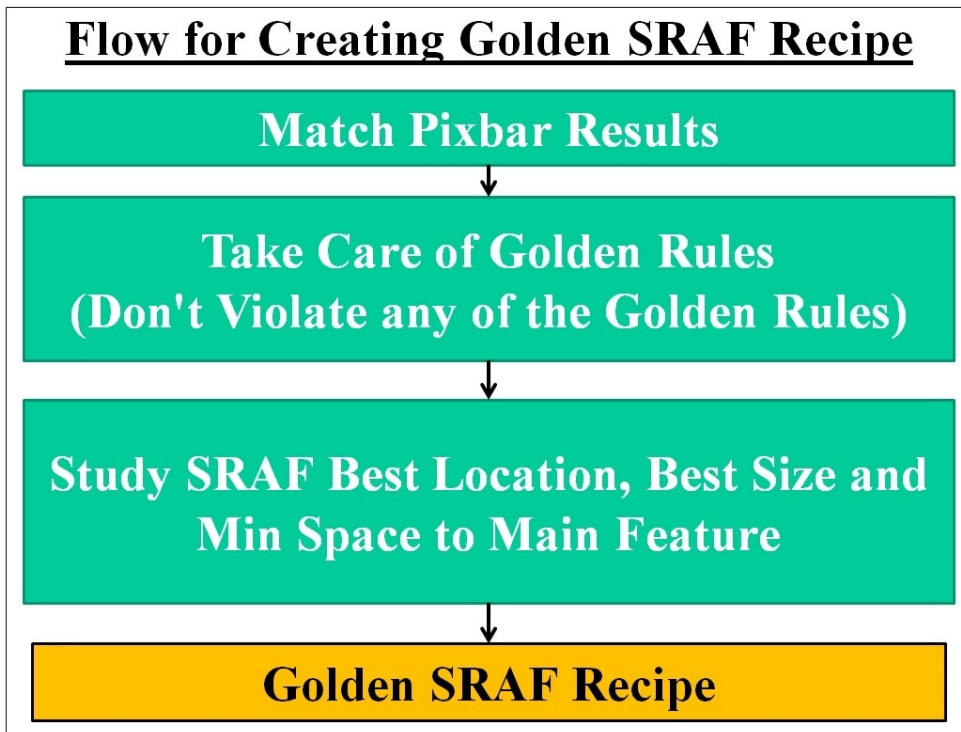 Flow for Creating Golden SRAF Recipe
Match Pixbar Results
Take Care of Golden Rules
(Don't Violate any of the Golden Rules)
Study SRAF Best Location, Best Size and
Min Space to Main Feature
Golden SRAF Recipe